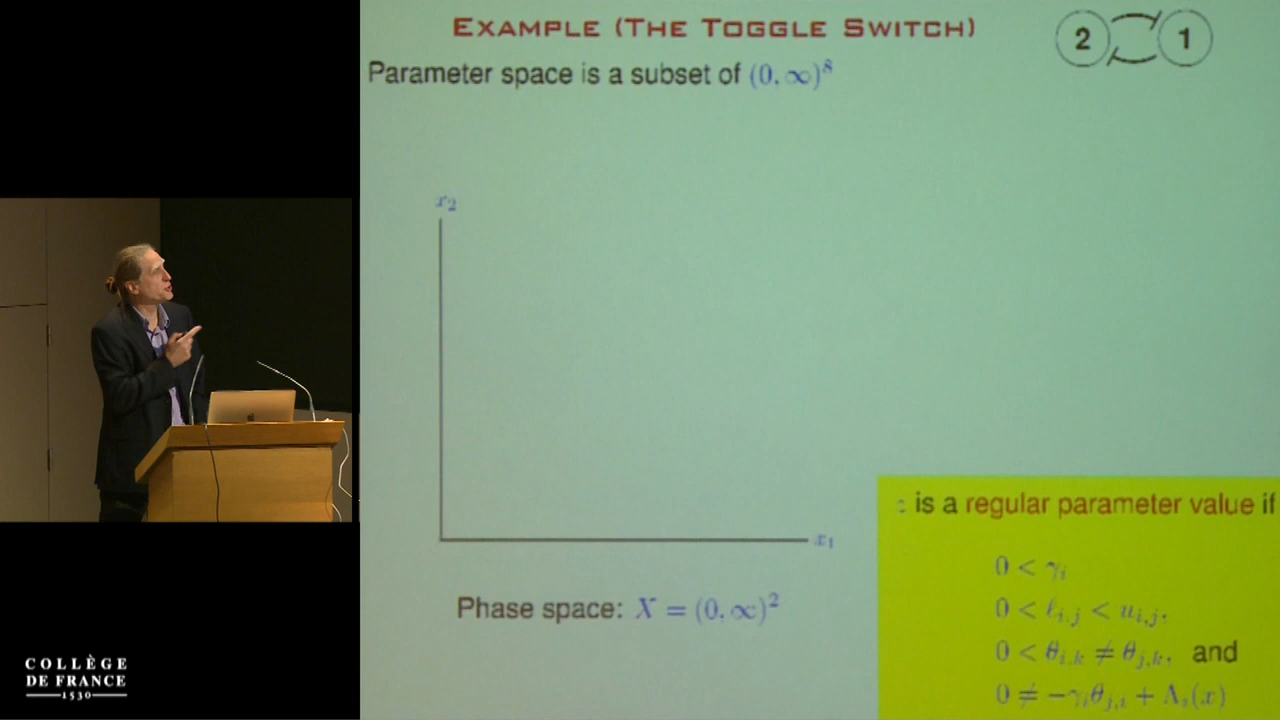 EXAMPLE (THE TOGGLE SWITCH)
2 1
Parameter space is a subset of (0, ∞)⁸
x₂
x₁
Phase space: X = (0, ∞)²
is a regular parameter value if
0 < γᵢ
0 < ℓᵢ,ⱼ < uᵢ,ⱼ,
0 < θᵢ,ₖ ≠ θⱼ,ₖ, and
0 ≠ −γᵢθⱼ,ᵢ + Λᵢ(x)
COLLÈGE
DE FRANCE
1530